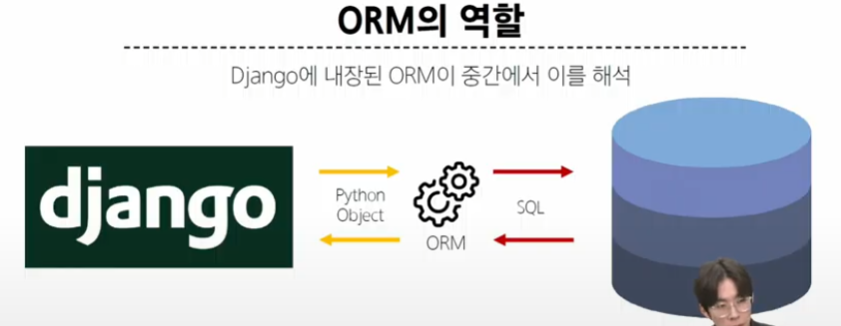 ORM의 역할
Django에 내장된 ORM이 중간에서 이를 해석
django
Python
Object
ORM
SQL